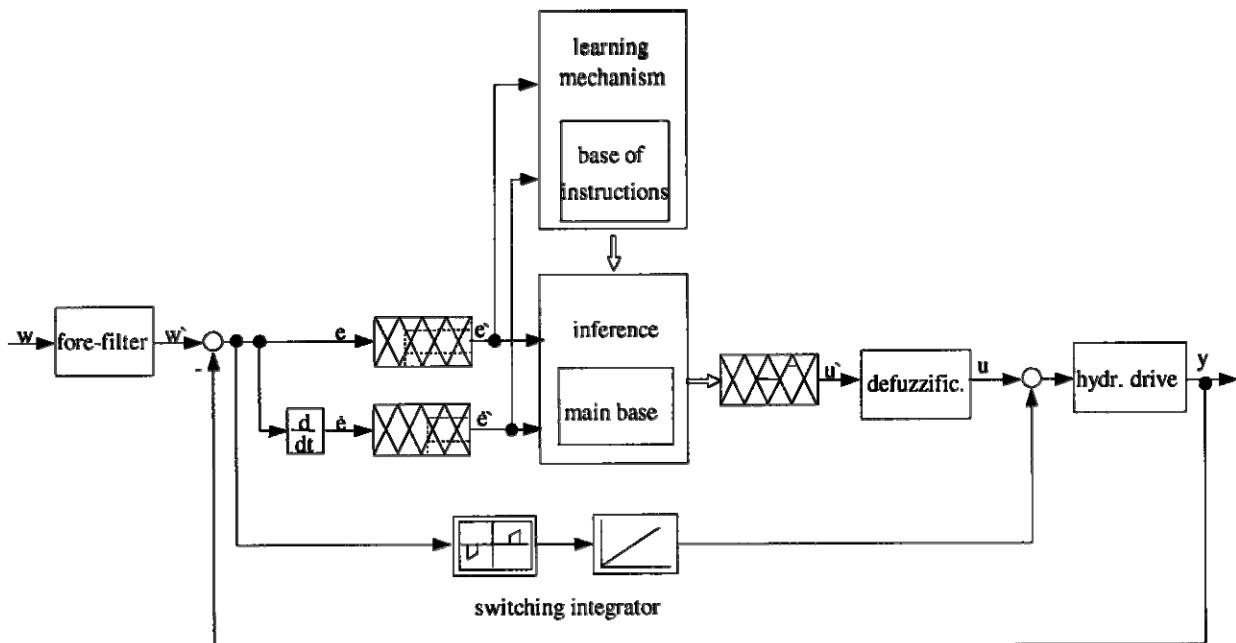 learning
mechanism
base of
instructions
w
fore-filter
w`
-
e
e`
inference
main base
u`
defuzzific.
u
hydr. drive
y
d
dt
ė
ė`
switching integrator